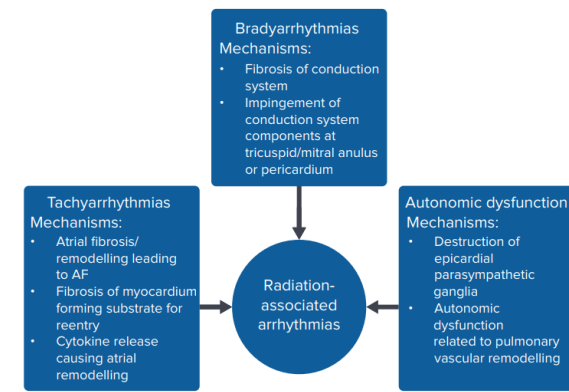 Bradyarrhythmias
Mechanisms:
• Fibrosis of conduction
system
• Impingement of
conduction system
components at
tricuspid/mitral anulus
or pericardium
Tachyarrhythmias
Mechanisms:
• Atrial fibrosis/
remodelling leading
to AF
• Fibrosis of myocardium
forming substrate for
reentry
• Cytokine release
causing atrial
remodelling
Radiation-
associated
arrhythmias
Autonomic dysfunction
Mechanisms:
• Destruction of
epicardial
parasympathetic
ganglia
• Autonomic
dysfunction
related to pulmonary
vascular remodelling